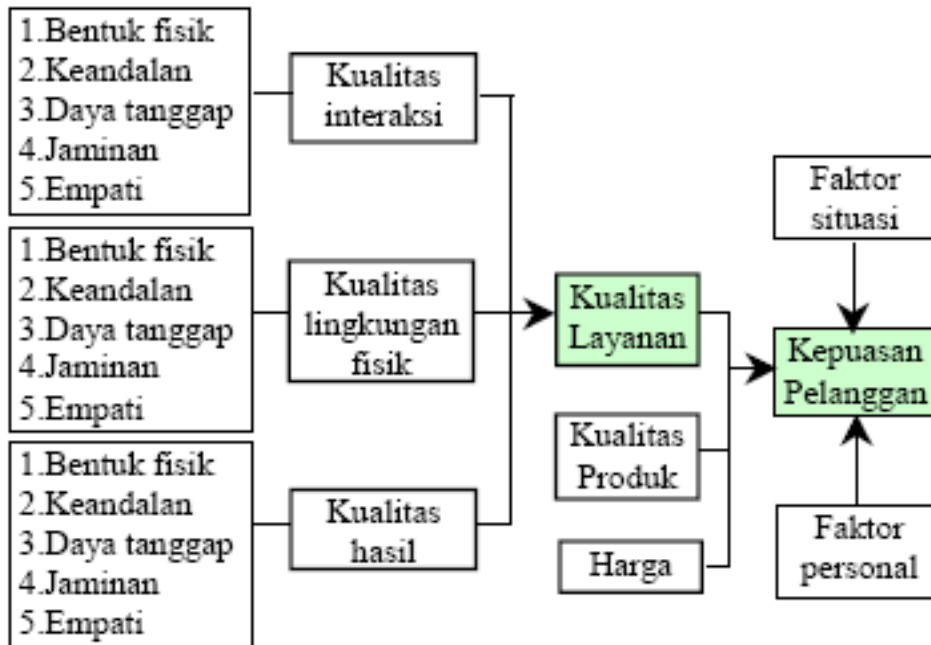 1.Bentuk fisik
2.Keandalan
3.Daya tanggap
4.Jaminan
5.Empati
Kualitas
interaksi
1.Bentuk fisik
2.Keandalan
3.Daya tanggap
4.Jaminan
5.Empati
Kualitas
lingkungan
fisik
1.Bentuk fisik
2.Keandalan
3.Daya tanggap
4.Jaminan
5.Empati
Kualitas
hasil
Kualitas
Layanan
Kualitas
Produk
Harga
Faktor
situasi
Kepuasan
Pelanggan
Faktor
personal